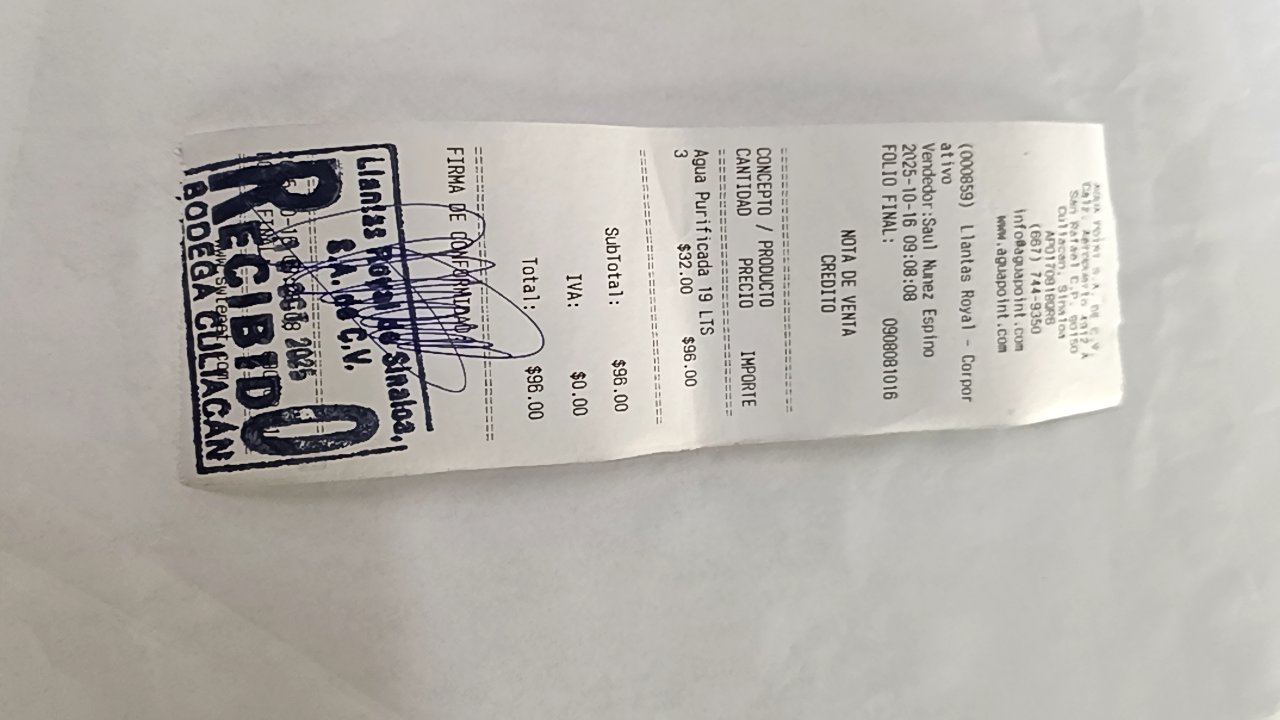 AGUA POINT S.A. DE C.V.
Calz. Aeropuerto 4912 A
San Rafael C.P. 80150
Culiacan, Sinaloa
(667) 744-9350
info@aguapoint.com
www.aguapoint.com
(000859) Llantas Royal - Corpor
ativo
Vendedor:Saul Nunez Espino
2025-10-16 09:08:08
FOLIO FINAL: 0908081016
NOTA DE VENTA
CREDITO
CONCEPTO / PRODUCTO
CANTIDAD PRECIO IMPORTE
Agua Purificada 19 LTS
3 $32.00 $96.00
SubTotal: $96.00
IVA: $0.00
Total: $96.00
FIRMA DE CONFORMIDAD
Llantas Royal de Sinaloa,
S.A. de C.V.
RECIBIDO
BODEGA CULIACÁN